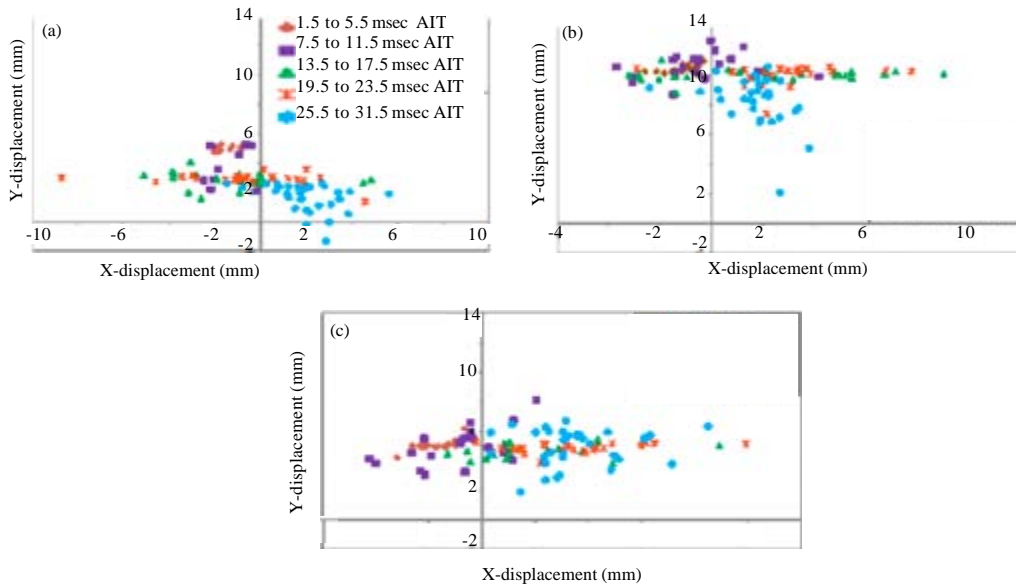 (a)
14
10
6
2
-2
-10
-6
-2
2
6
10
Y-displacement (mm)
X-displacement (mm)
1.5 to 5.5 msec AIT
7.5 to 11.5 msec AIT
13.5 to 17.5 msec AIT
19.5 to 23.5 msec AIT
25.5 to 31.5 msec AIT
(b)
14
10
6
2
-2
-4
-2
2
6
10
Y-displacement (mm)
X-displacement (mm)
(c)
14
10
6
2
-2
Y-displacement (mm)
X-displacement (mm)